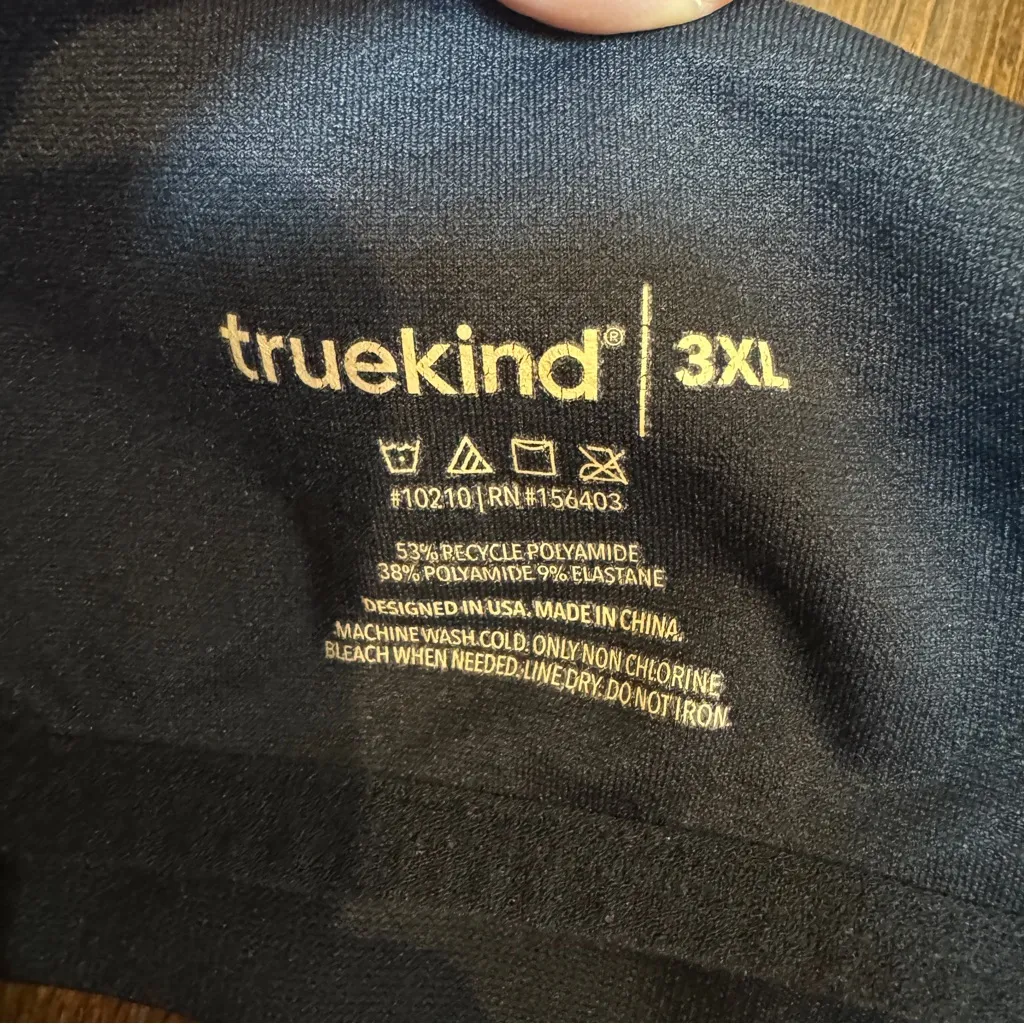 truekind® | 3XL
#10210 | RN #156403
53% RECYCLE POLYAMIDE
38% POLYAMIDE 9% ELASTANE
DESIGNED IN USA. MADE IN CHINA.
MACHINE WASH COLD. ONLY NON CHLORINE
BLEACH WHEN NEEDED. LINE DRY. DO NOT IRON.